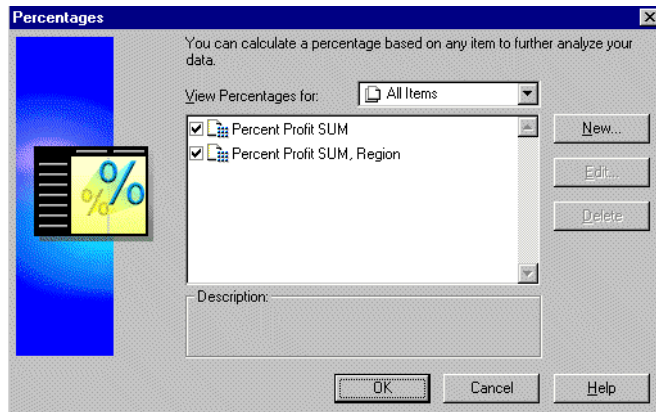 Percentages
You can calculate a percentage based on any item to further analyze your
data.
View Percentages for:
All Items
Percent Profit SUM
Percent Profit SUM, Region
New...
Edit...
Delete
Description:
OK
Cancel
Help